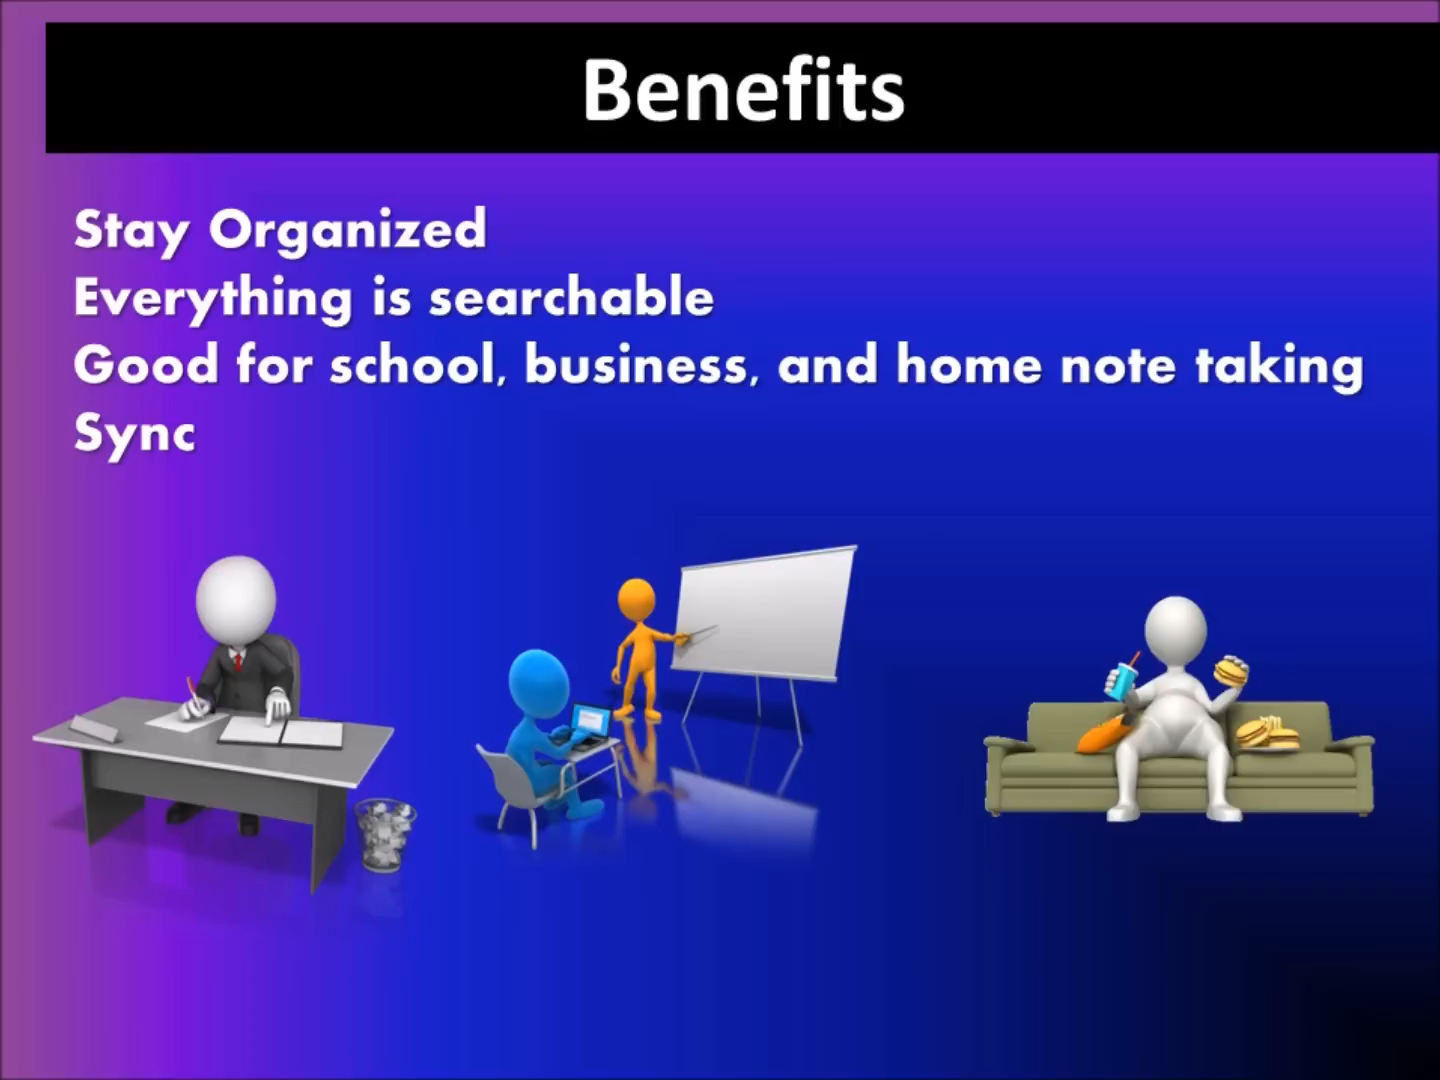 Benefits
Stay Organized
Everything is searchable
Good for school, business, and home note taking
Sync